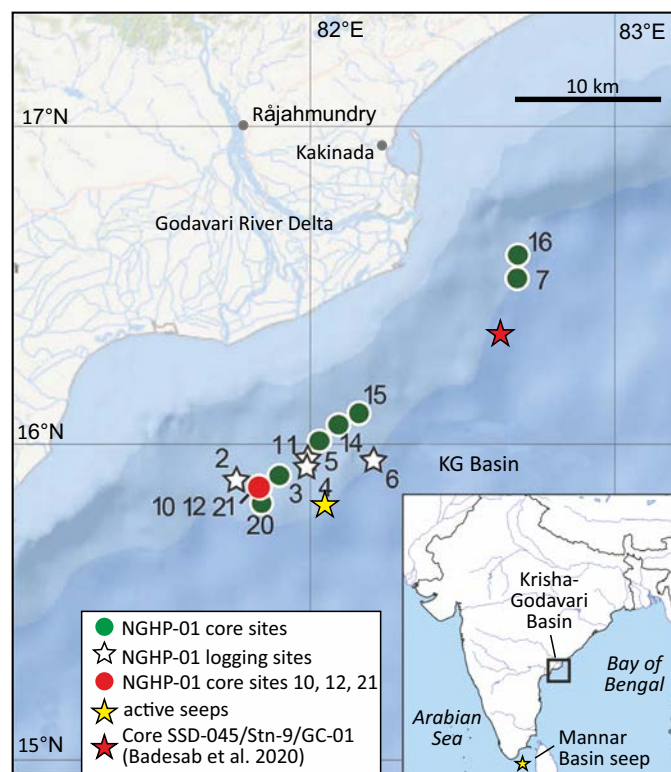 82°E
83°E
10 km
17°N
Råjahmundry
Kakinada
Godavari River Delta
16
7
15
16°N
11
14
2
5
6
KG Basin
3
4
10 12 21
20
Krisha-
Godavari
Basin
Bay of
Bengal
Arabian
Sea
Mannar
Basin seep
NGHP-01 core sites
NGHP-01 logging sites
NGHP-01 core sites 10, 12, 21
active seeps
Core SSD-045/Stn-9/GC-01
(Badesab et al. 2020)
15°N